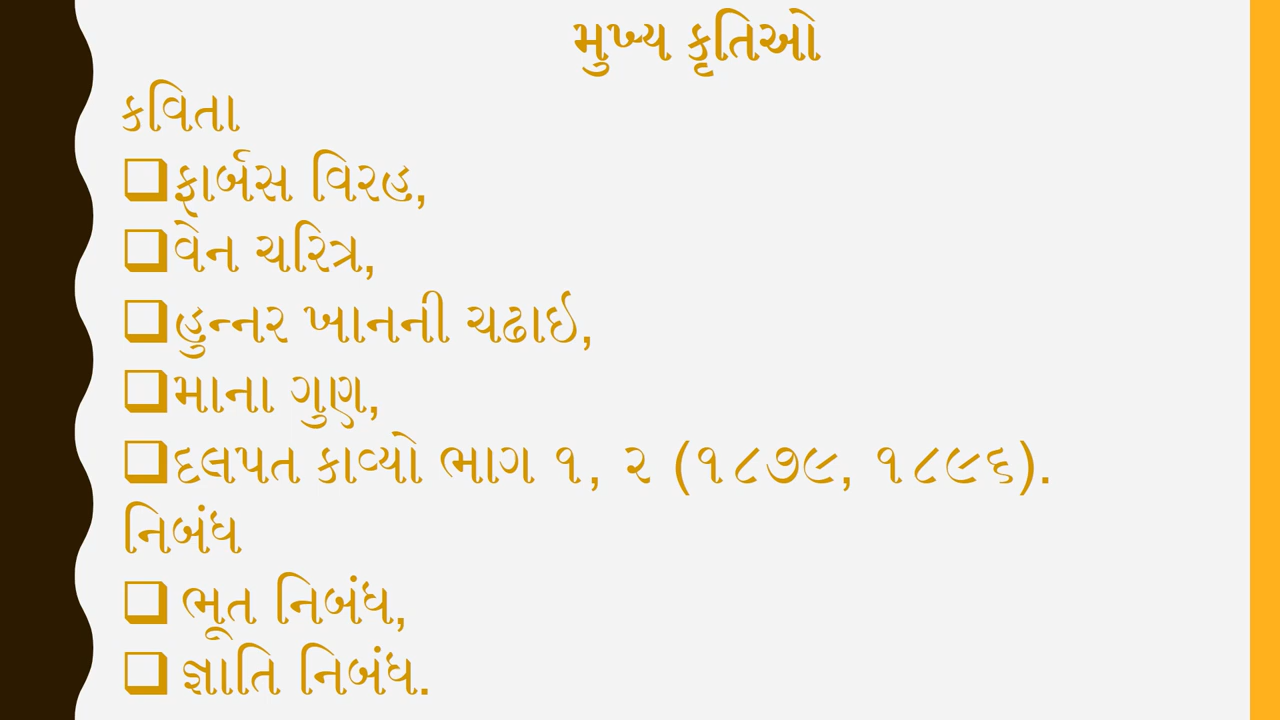 મુખ્ય કૃતિઓ
કવિતા
❑ફાર્બસ વિરહ,
❑વેન ચરિત્ર,
❑હુન્નર ખાનની ચઢાઇ,
❑માના ગુણ,
❑દલપત કાવ્યો ભાગ ૧, ૨ (૧૮૭૯, ૧૮૯૬).
નિબંધ
❑ ભૂત નિબંધ,
❑ જ્ઞાતિ નિબંધ.